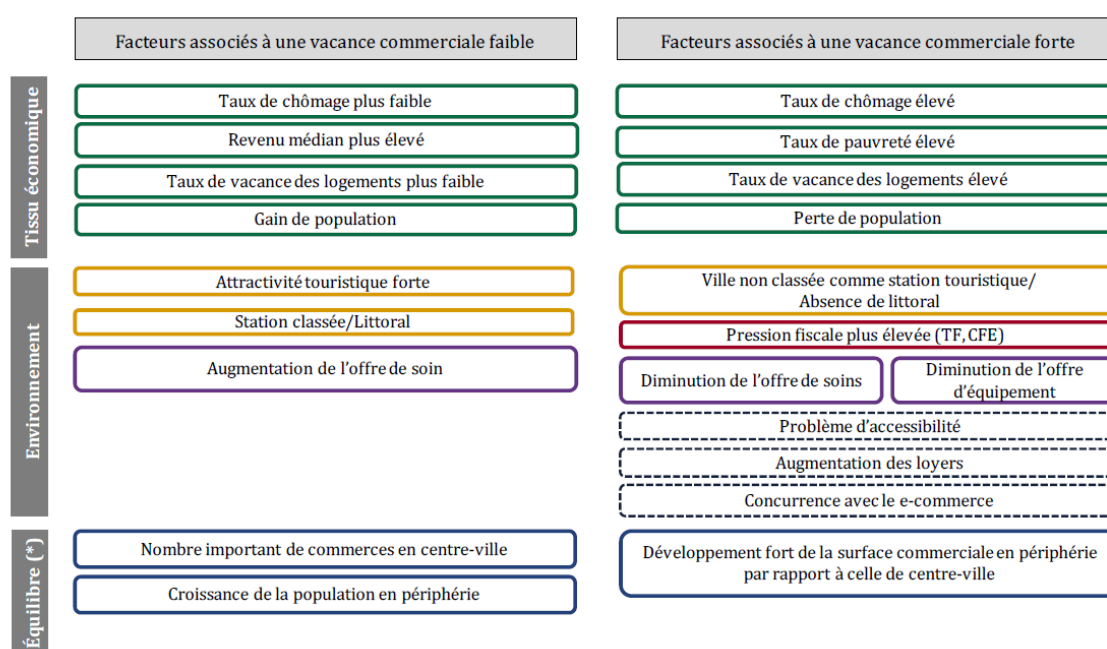 Facteurs associés à une vacance commerciale faible
Facteurs associés à une vacance commerciale forte
Tissu économique
Taux de chômage plus faible
Taux de chômage élevé
Revenu médian plus élevé
Taux de pauvreté élevé
Taux de vacance des logements plus faible
Taux de vacance des logements élevé
Gain de population
Perte de population
Environnement
Attractivité touristique forte
Ville non classée comme station touristique/
Absence de littoral
Station classée/Littoral
Pression fiscale plus élevée (TF, CFE)
Augmentation de l'offre de soin
Diminution de l'offre de soins
Diminution de l'offre
d'équipement
Problème d'accessibilité
Augmentation des loyers
Concurrence avec le e-commerce
Équilibre (*)
Nombre important de commerces en centre-ville
Développement fort de la surface commerciale en périphérie
par rapport à celle de centre-ville
Croissance de la population en périphérie